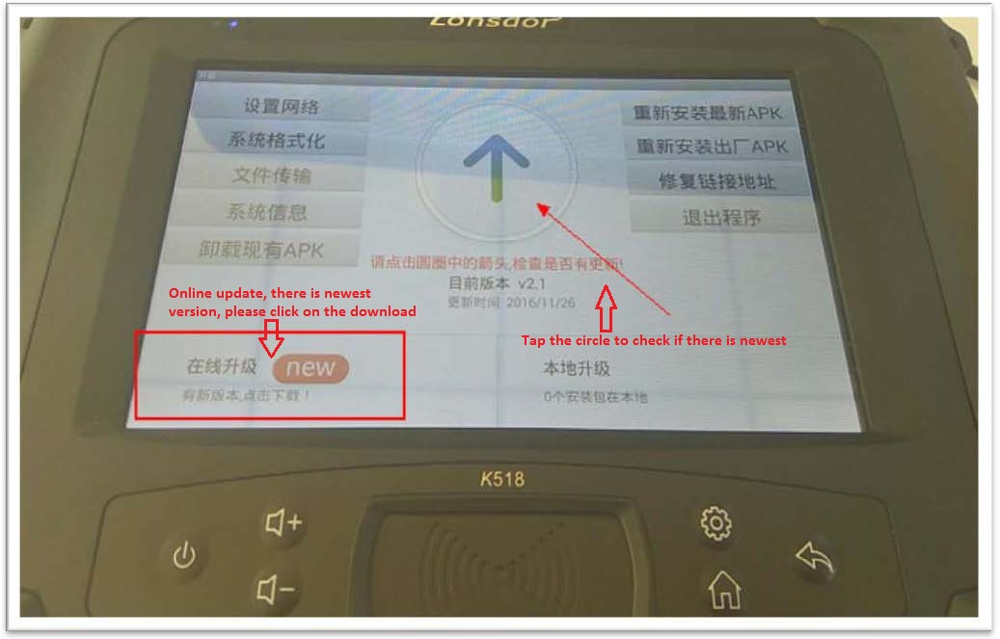 Lonsdor
升级
设置网络
系统格式化
文件传输
系统信息
卸载现有APK
重新安装最新APK
重新安装出厂APK
修复链接地址
退出程序
请点击圆圈中的箭头,检查是否有更新!
目前版本 v2.1
更新时间 2016/11/26
Online update, there is newest
version, please click on the download
Tap the circle to check if there is newest
在线升级 new
有新版本,点击下载！
本地升级
0个安装包在本地
K518